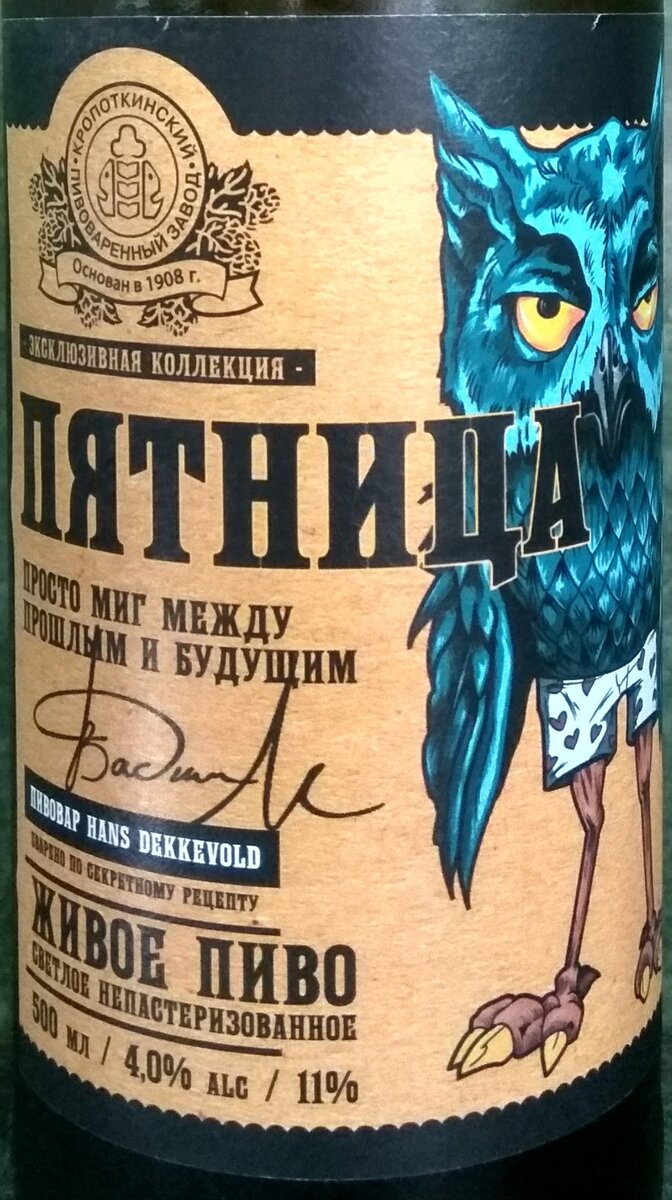 КРОПОТКИНСКИЙ
ПИВОВАРЕННЫЙ ЗАВОД
Основан в 1908 г.
- ЭКСКЛЮЗИВНАЯ КОЛЛЕКЦИЯ -
ПЯТНИЦА
ПРОСТО МИГ МЕЖДУ
ПРОШЛЫМ И БУДУЩИМ
ПИВОВАР HANS DEKKEVOLD
СВАРЕНО ПО СЕКРЕТНОМУ РЕЦЕПТУ
ЖИВОЕ ПИВО
СВЕТЛОЕ НЕПАСТЕРИЗОВАННОЕ
500 МЛ / 4,0% ALC / 11%